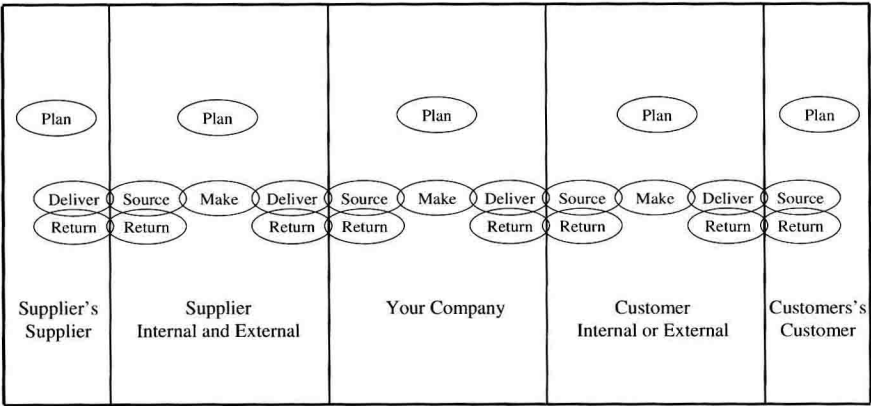 Plan Plan Plan Plan Plan
Deliver Source Make Deliver Source Make Deliver Source Make Deliver Source
Return Return Return Return Return Return Return Return
Supplier's Supplier Your Company Customer Customers's
Supplier Internal and External Internal or External Customer